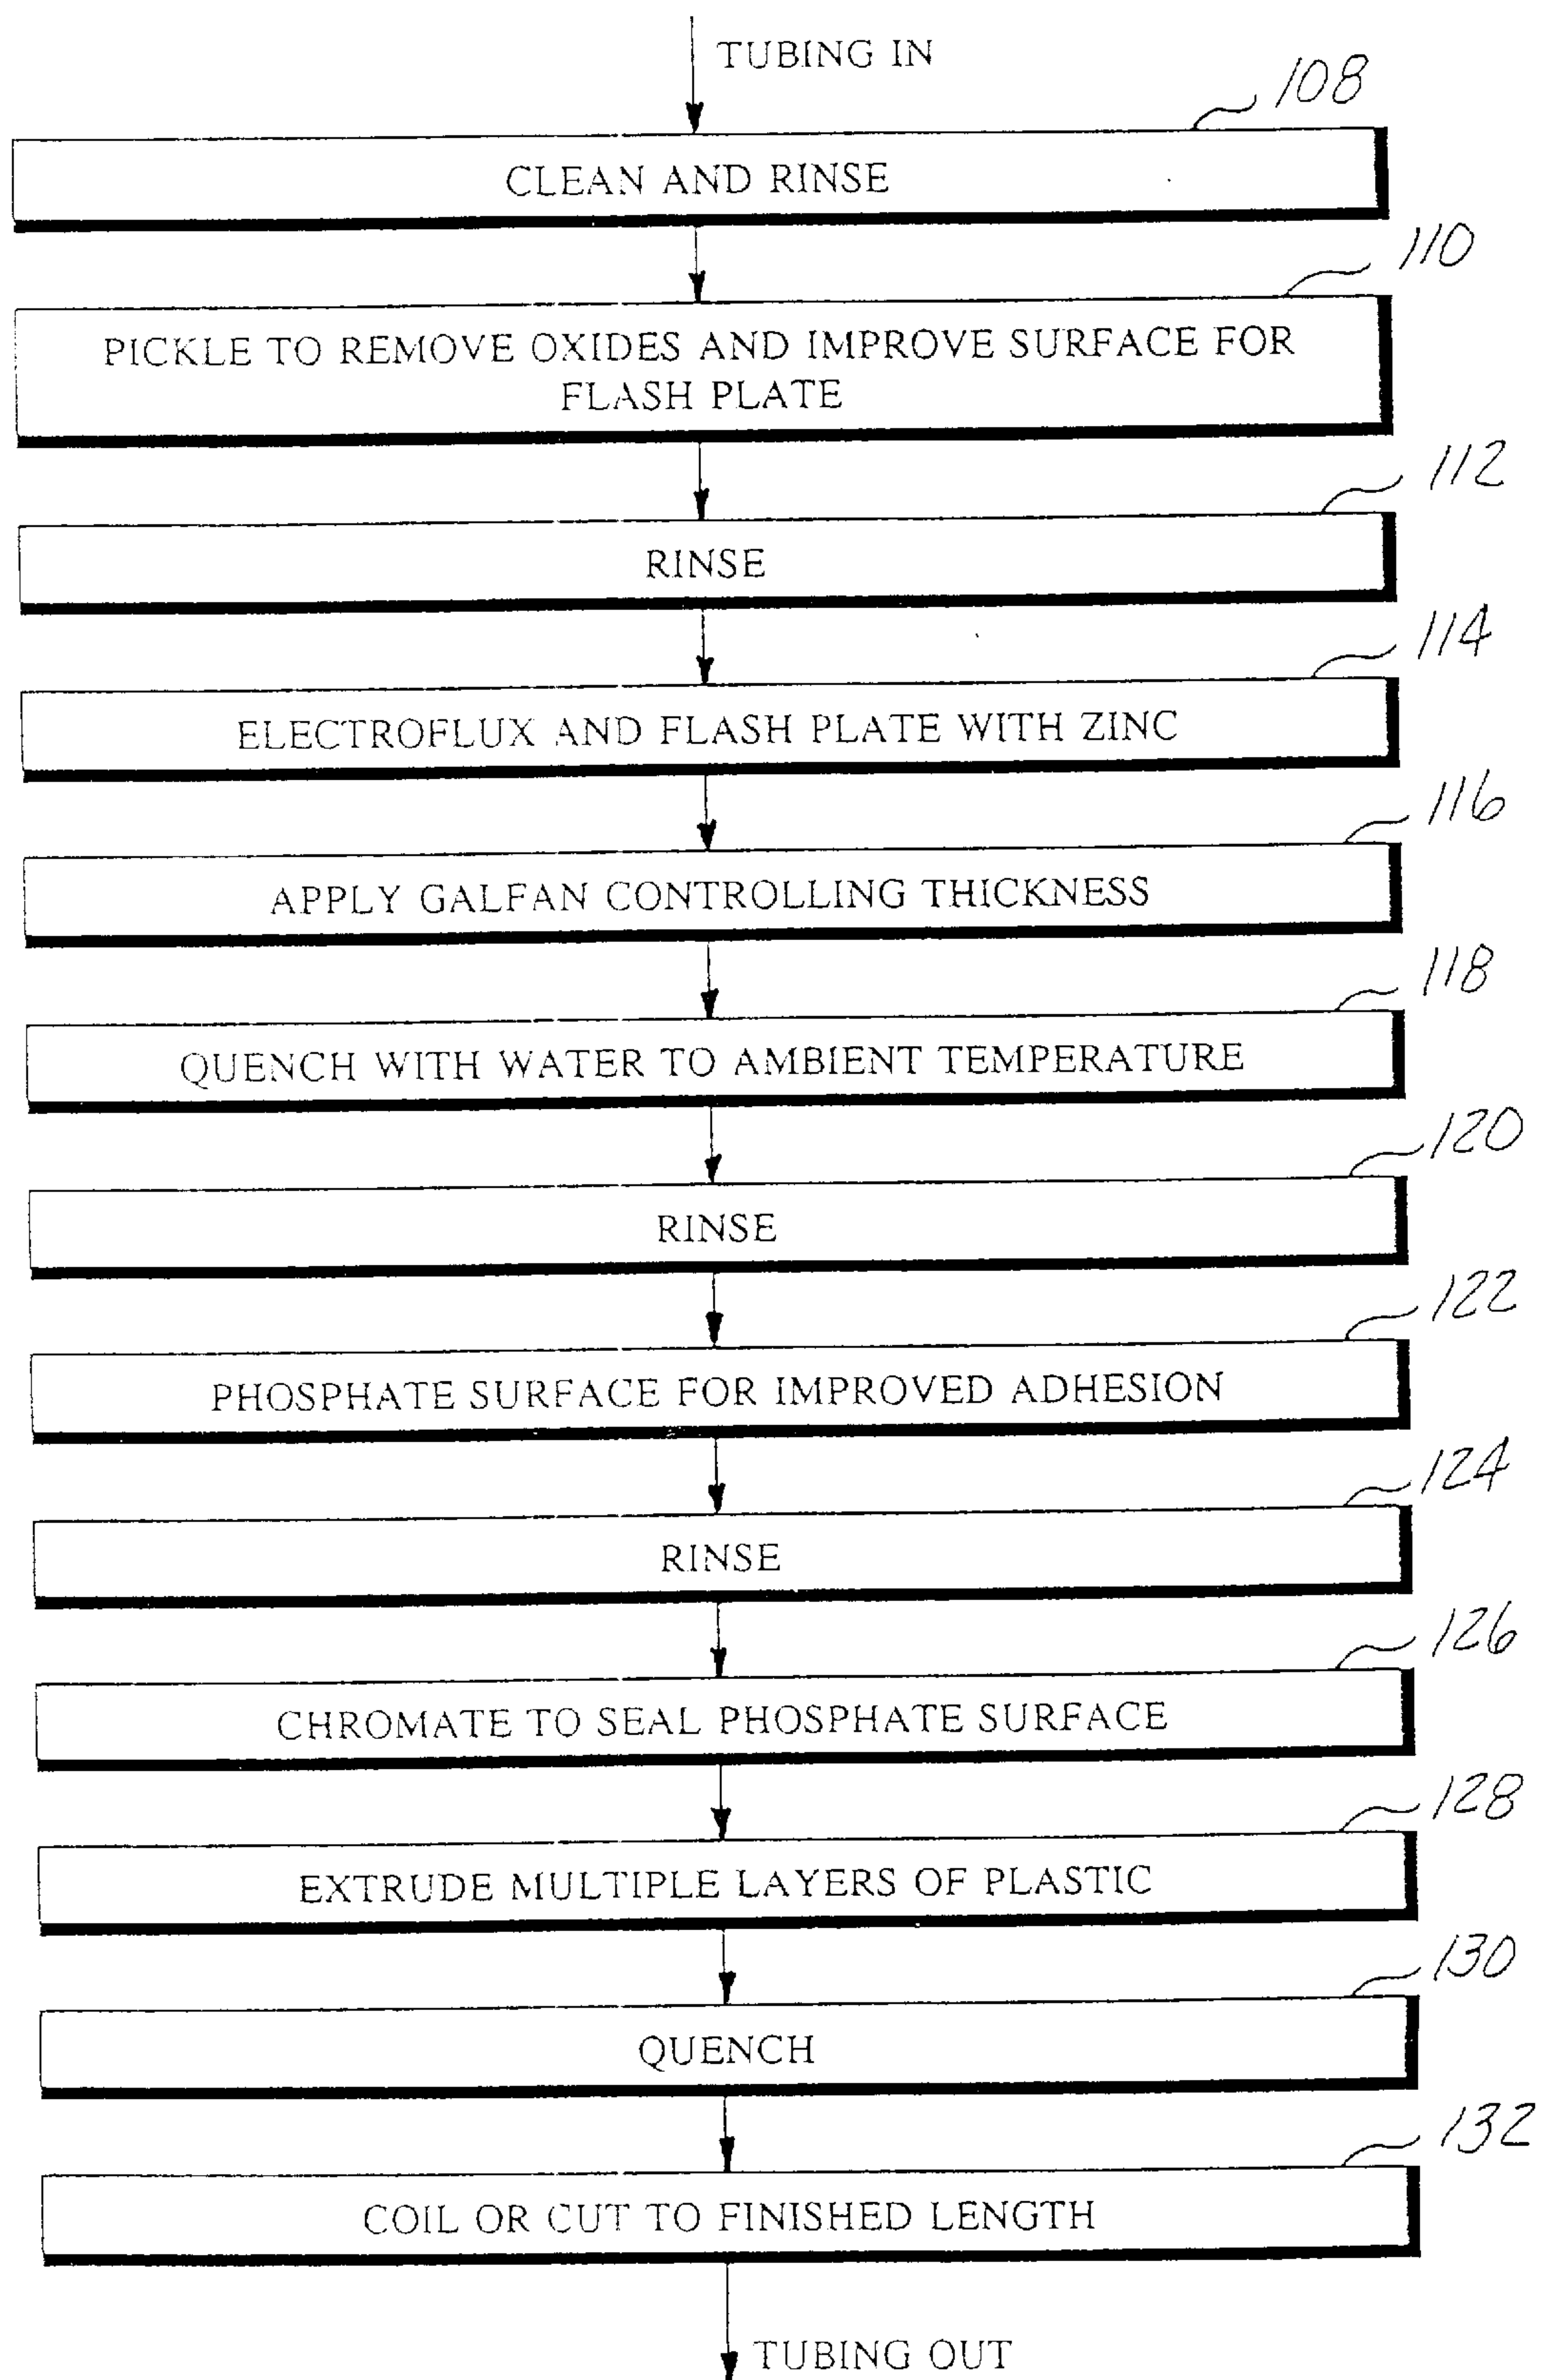 TUBING IN
108
CLEAN AND RINSE
110
PICKLE TO REMOVE OXIDES AND IMPROVE SURFACE FOR
FLASH PLATE
112
RINSE
114
ELECTROFLUX AND FLASH PLATE WITH ZINC
116
APPLY GALFAN CONTROLLING THICKNESS
118
QUENCH WITH WATER TO AMBIENT TEMPERATURE
120
RINSE
122
PHOSPHATE SURFACE FOR IMPROVED ADHESION
124
RINSE
126
CHROMATE TO SEAL PHOSPHATE SURFACE
128
EXTRUDE MULTIPLE LAYERS OF PLASTIC
130
QUENCH
132
COIL OR CUT TO FINISHED LENGTH
TUBING OUT